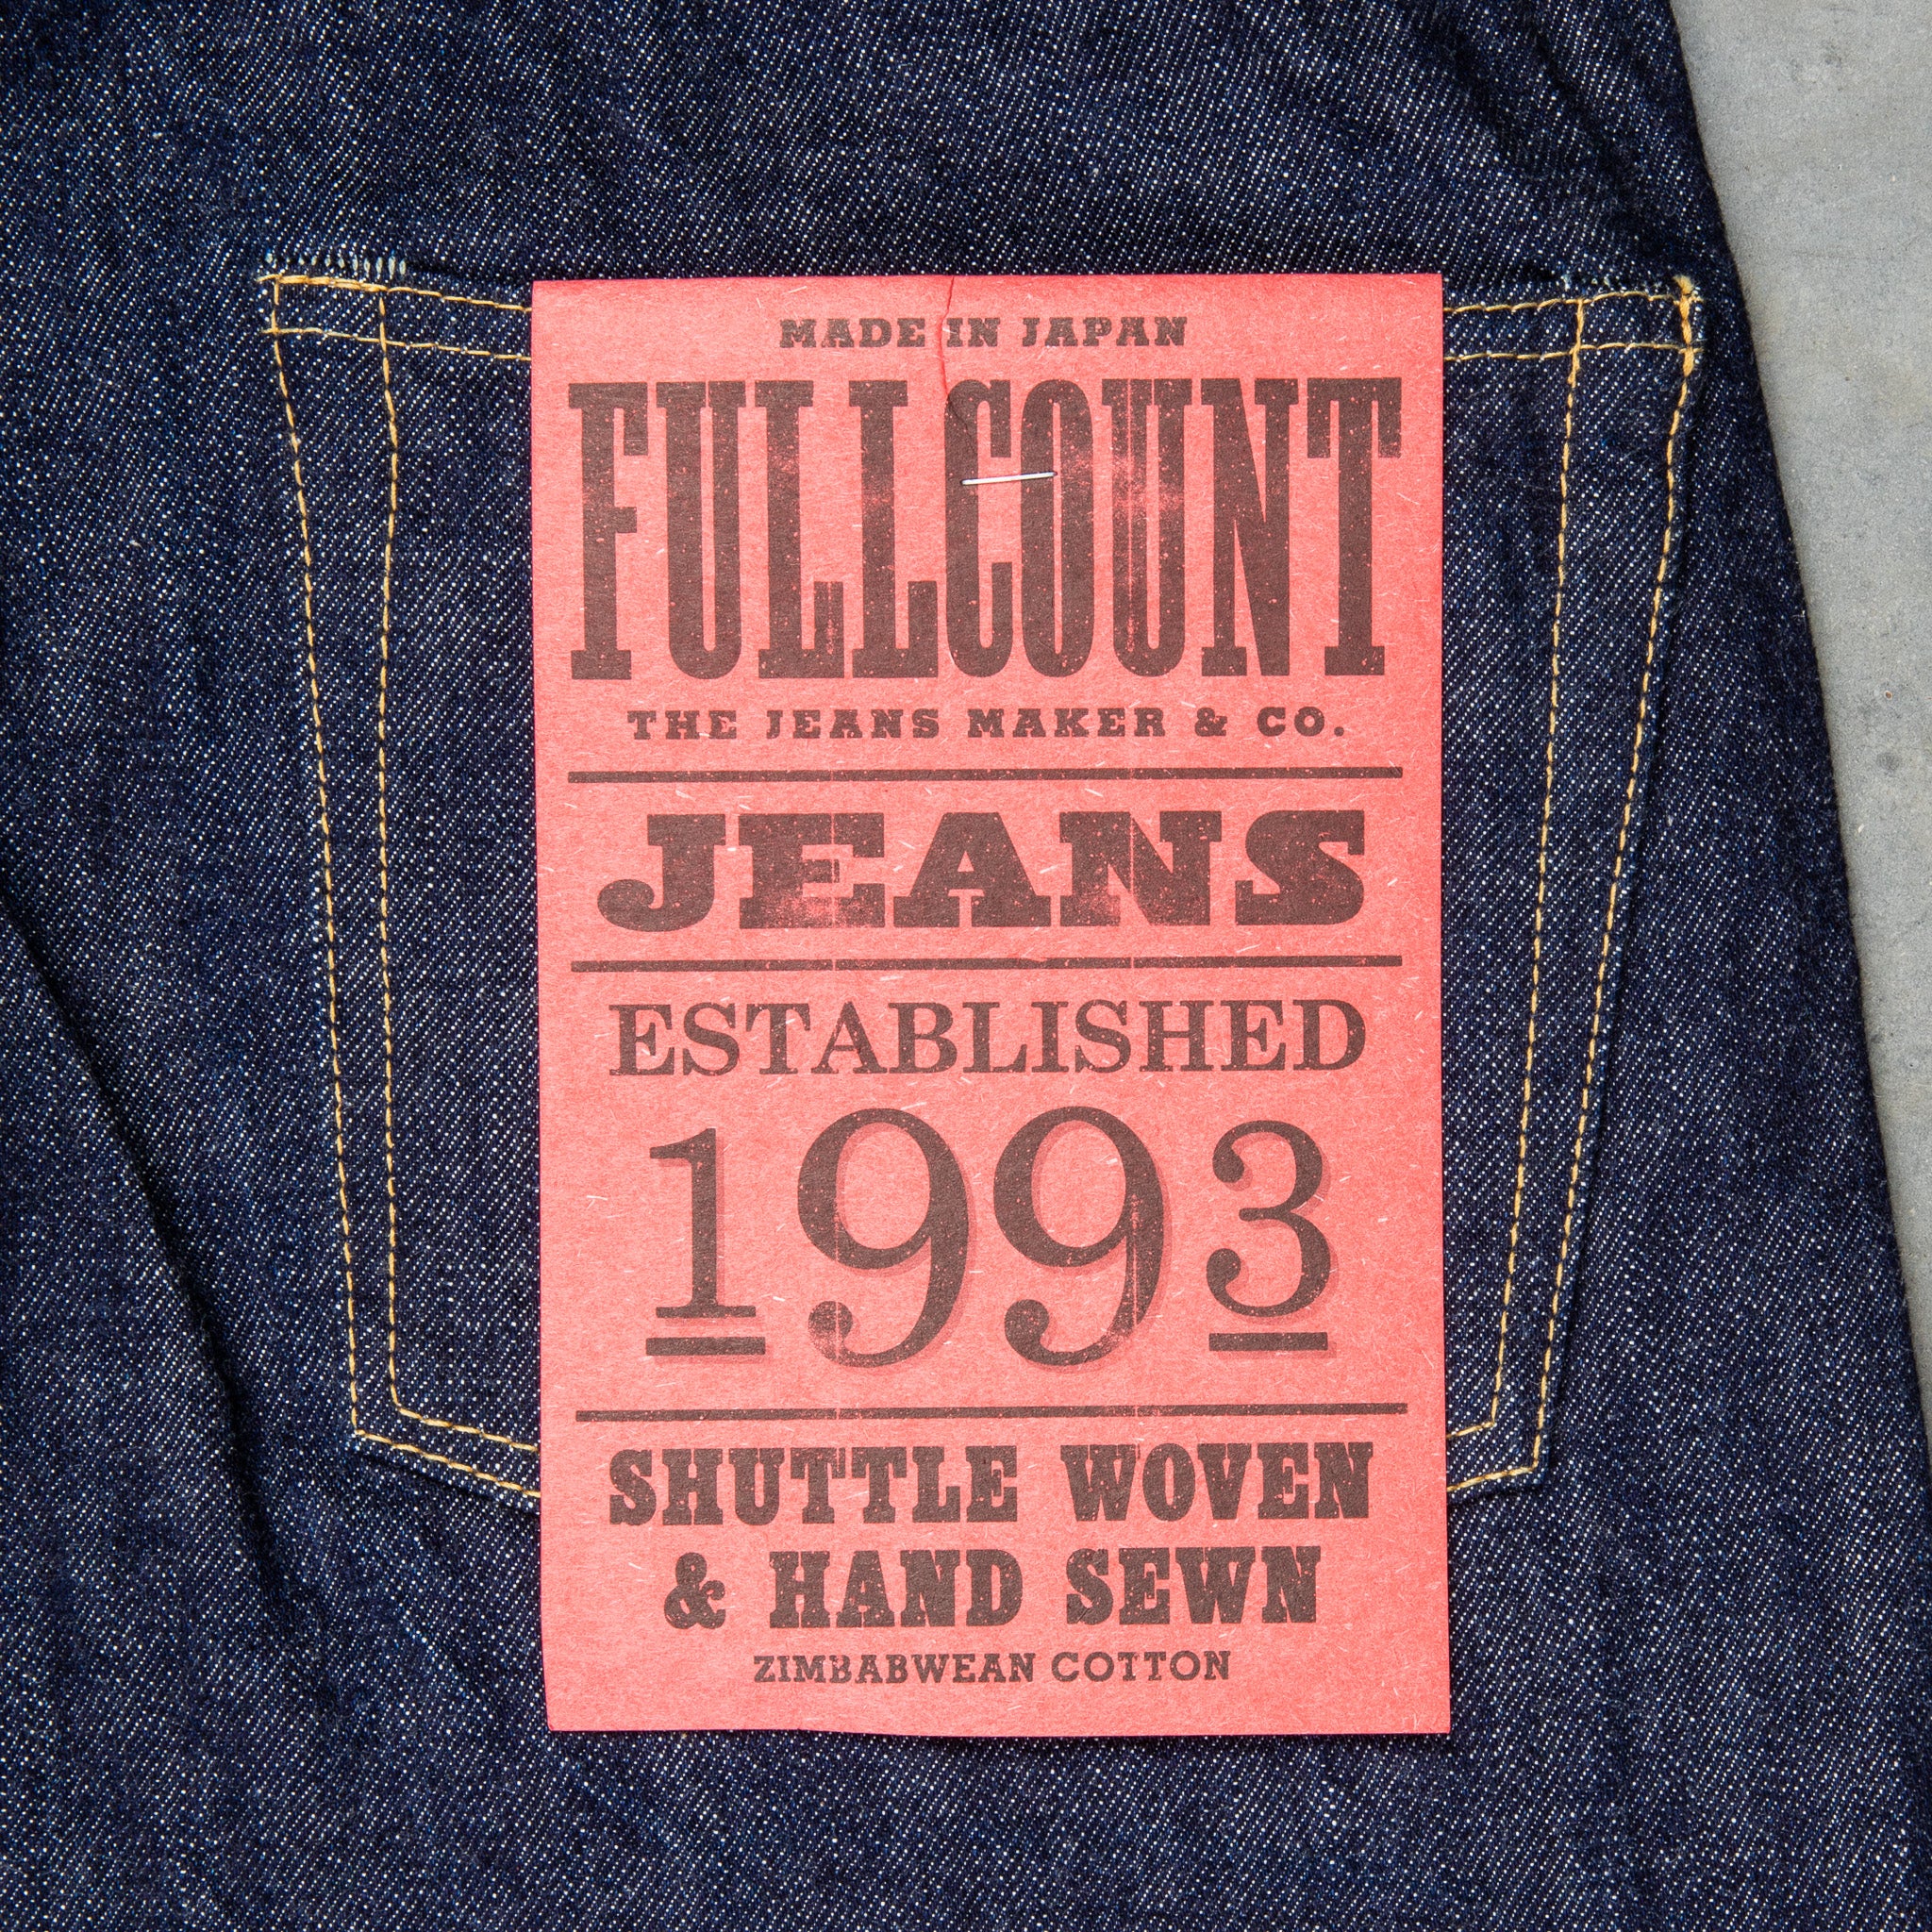 MADE IN JAPAN
FULLCOUNT
THE JEANS MAKER & CO.
JEANS
ESTABLISHED
1993
SHUTTLE WOVEN
& HAND SEWN
ZIMBABWEAN COTTON